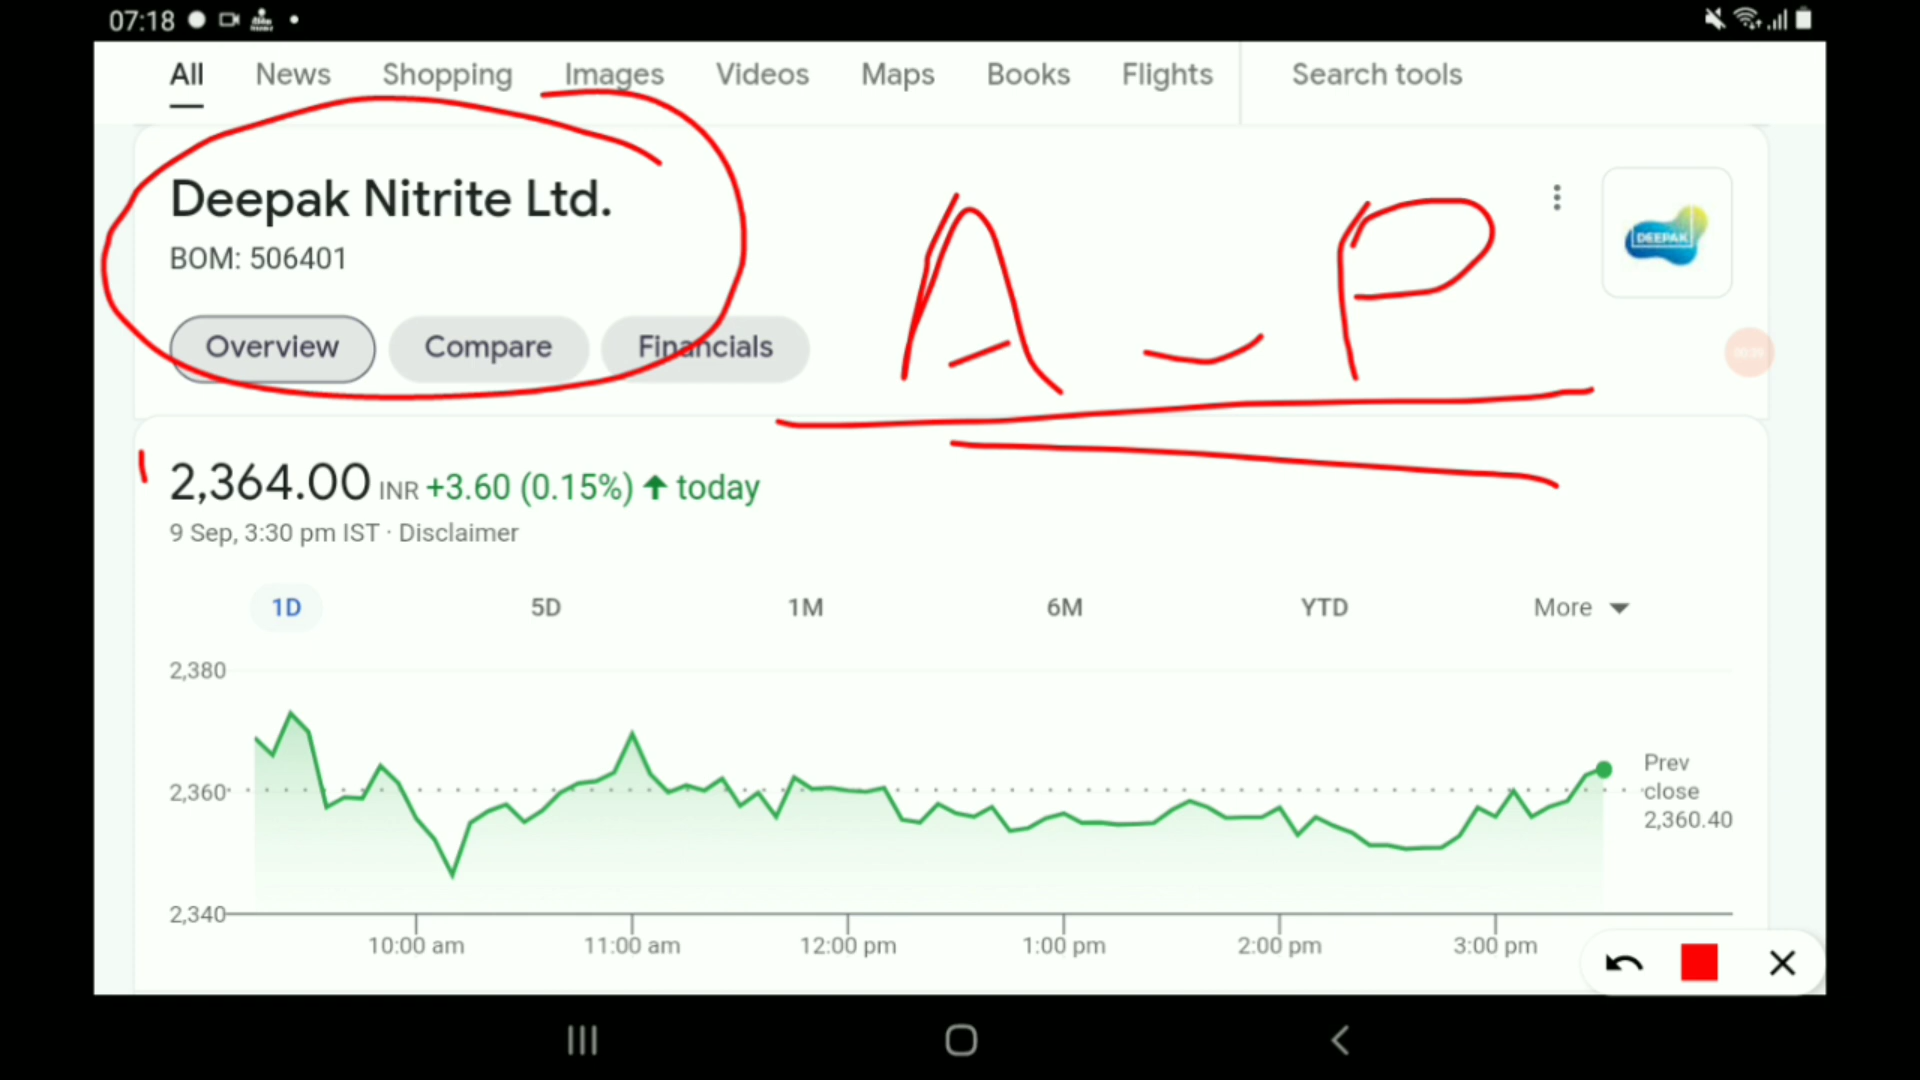 07:18
All News Shopping Images Videos Maps Books Flights Search tools
Deepak Nitrite Ltd.
BOM: 506401
A - P
DEEPAK
Overview Compare Financials
2,364.00 INR +3.60 (0.15%) ↑ today
9 Sep, 3:30 pm IST · Disclaimer
1D 5D 1M 6M YTD More
2,380
2,360
2,340
Prev
close
2,360.40
10:00 am 11:00 am 12:00 pm 1:00 pm 2:00 pm 3:00 pm